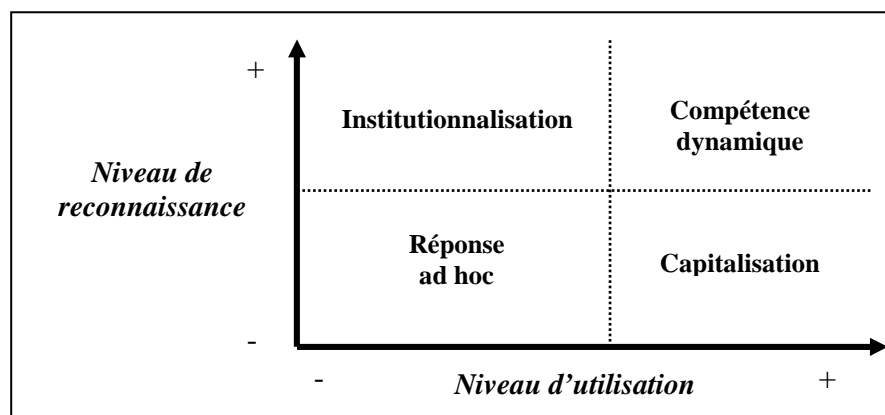 +
Institutionnalisation
Compétence
dynamique
Niveau de
reconnaissance
Réponse
ad hoc
Capitalisation
-
-
Niveau d’utilisation
+